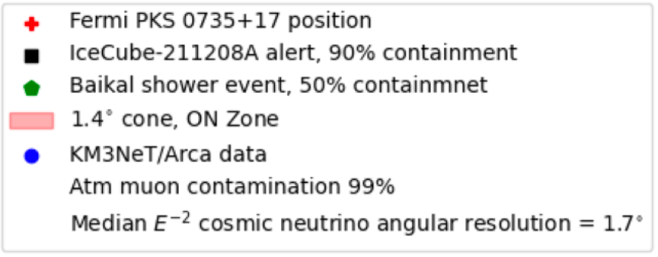 Fermi PKS 0735+17 position
IceCube-211208A alert, 90% containment
Baikal shower event, 50% containmnet
1.4° cone, ON Zone
KM3NeT/Arca data
Atm muon contamination 99%
Median E⁻² cosmic neutrino angular resolution = 1.7°